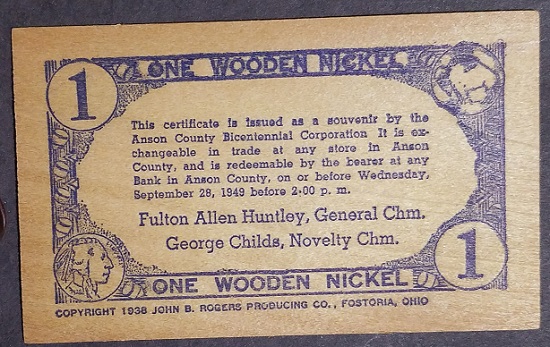 ONE WOODEN NICKEL
1
This certificate is issued as a souvenir by the
Anson County Bicentennial Corporation It is ex-
changeable in trade at any store in Anson
County, and is redeemable by the bearer at any
Bank in Anson County, on or before Wednesday,
September 28, 1949 before 2:00 p. m.
Fulton Allen Huntley, General Chm.
George Childs, Novelty Chm.
1
ONE WOODEN NICKEL
COPYRIGHT 1938 JOHN B. ROGERS PRODUCING CO., FOSTORIA, OHIO